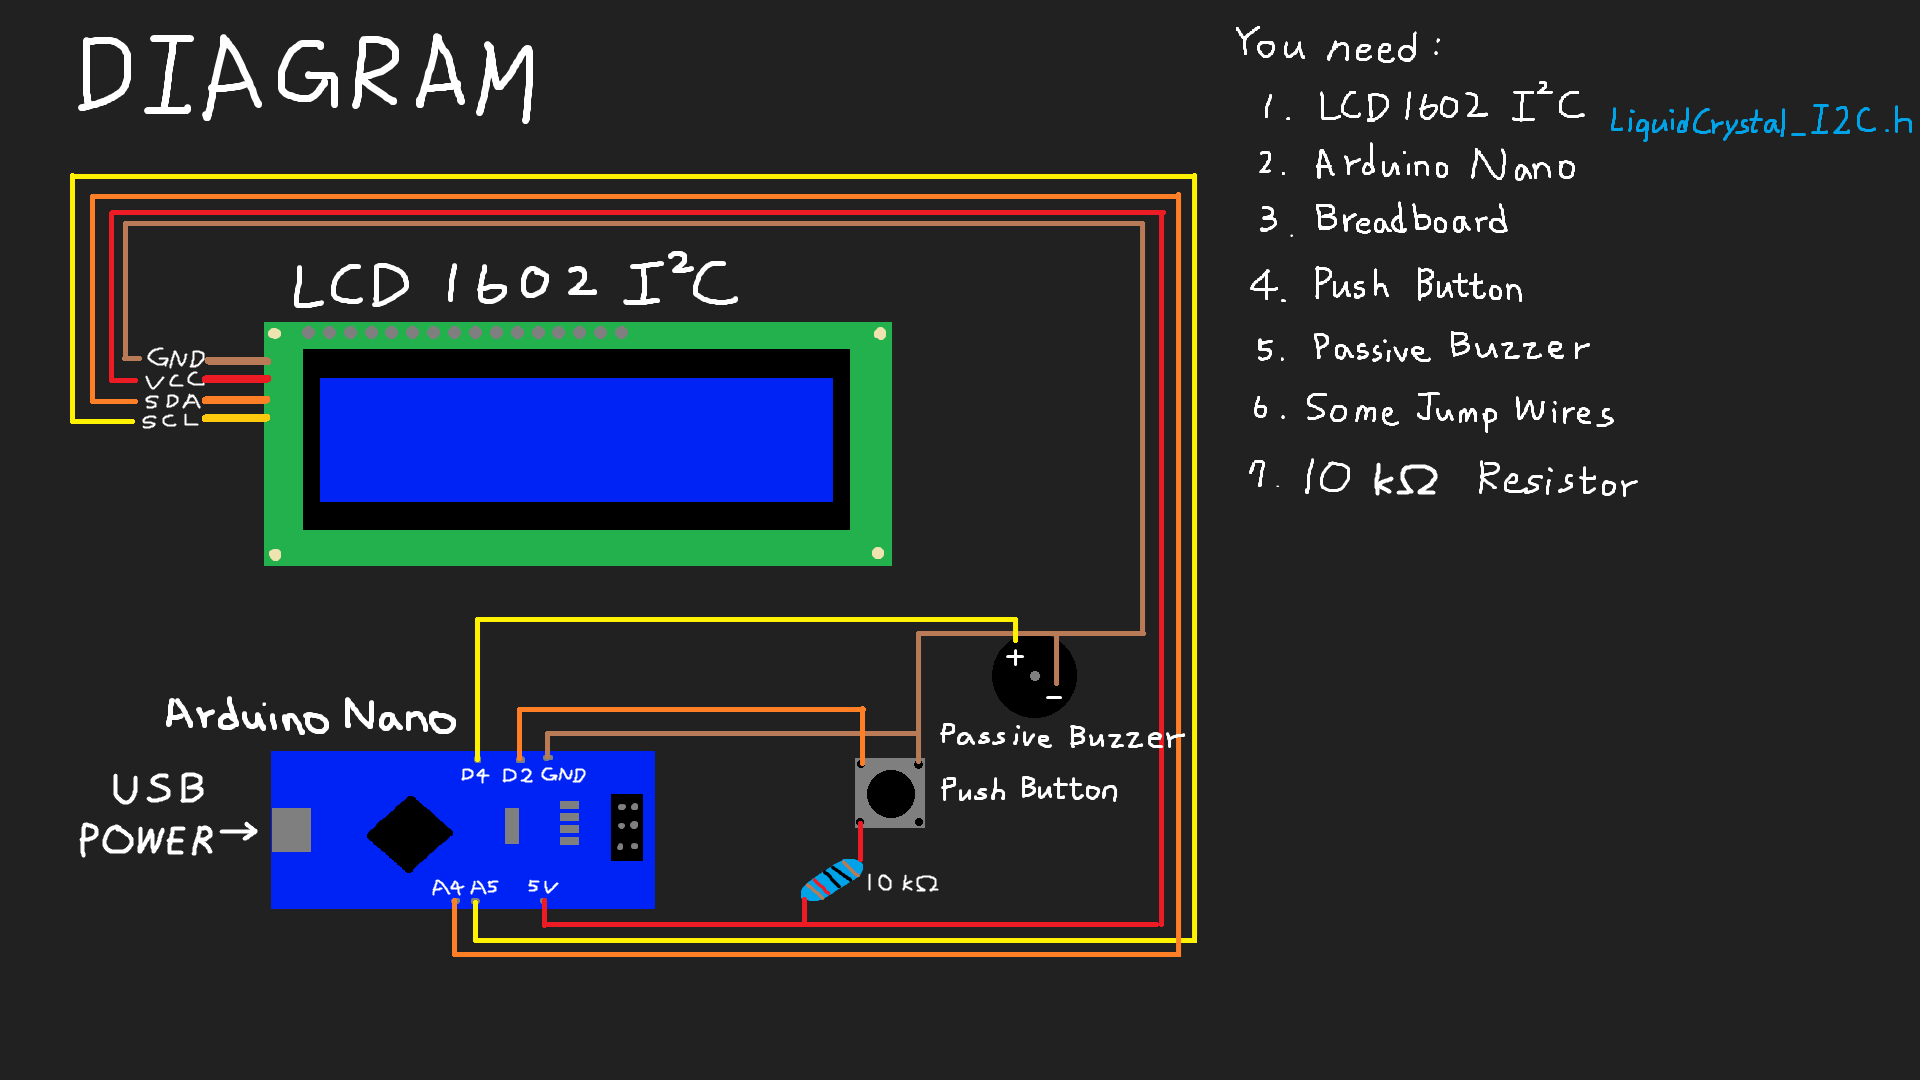 DIAGRAM
You need:
1. LCD 1602 I²C LiquidCrystal_I2C.h
2. Arduino Nano
3. Breadboard
4. Push Button
5. Passive Buzzer
6. Some Jump Wires
7. 10 kΩ Resistor
LCD 1602 I²C
GND
VCC
SDA
SCL
+
-
Passive Buzzer
Arduino Nano
D4 D2 GND
USB
POWER→
Push Button
A4 A5 5V
10 kΩ